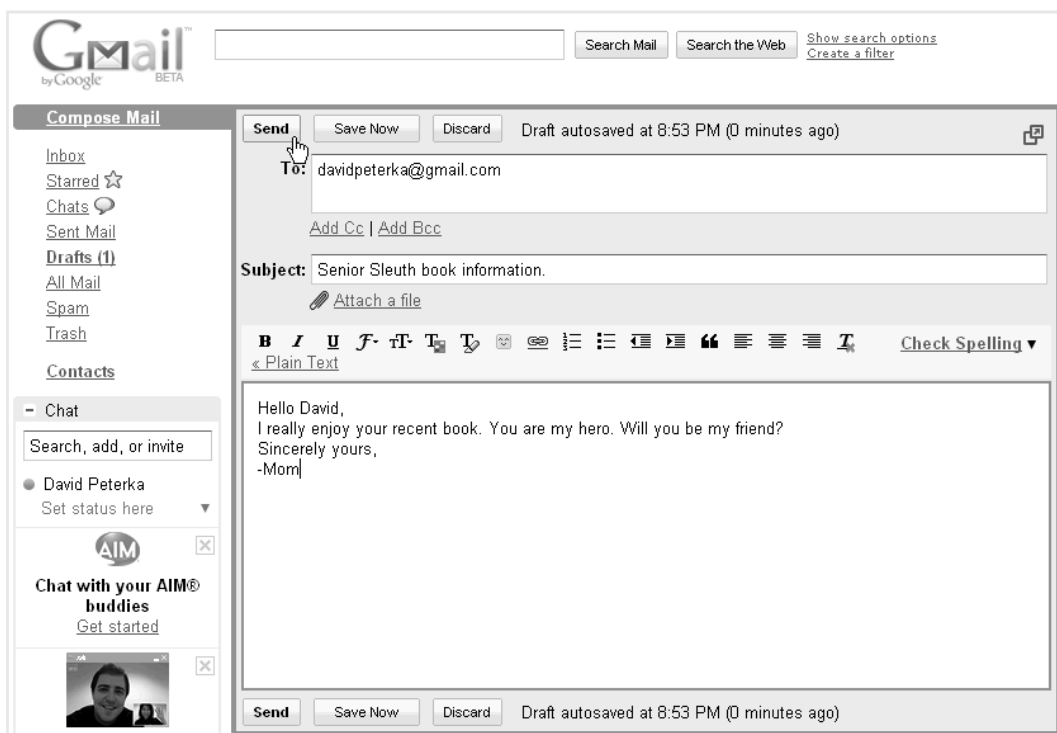 Gmail
by Google BETA
Search Mail
Search the Web
Show search options
Create a filter
Compose Mail
Inbox
Starred
Chats
Sent Mail
Drafts (1)
All Mail
Spam
Trash
Contacts
Chat
Search, add, or invite
David Peterka
Set status here
AIM
Chat with your AIM®
buddies
Get started
Send Save Now Discard Draft autosaved at 8:53 PM (0 minutes ago)
To: davidpeterka@gmail.com
Add Cc | Add Bcc
Subject: Senior Sleuth book information.
Attach a file
B I U F TT T T T Check Spelling
« Plain Text
Hello David,
I really enjoy your recent book. You are my hero. Will you be my friend?
Sincerely yours,
-Mom
Send Save Now Discard Draft autosaved at 8:53 PM (0 minutes ago)